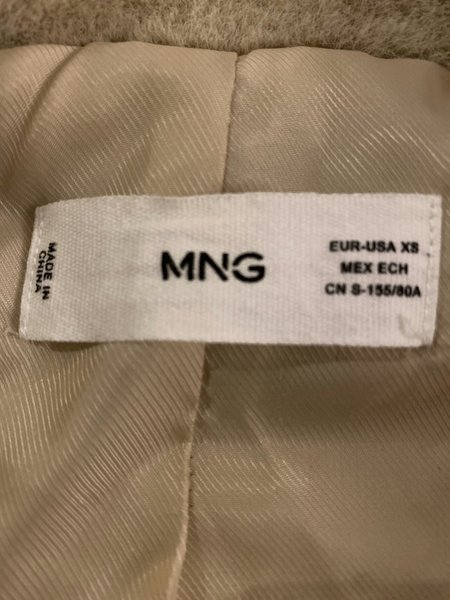 MADE IN
CHINA
MNG
EUR-USA XS
MEX ECH
CN S-155/80A